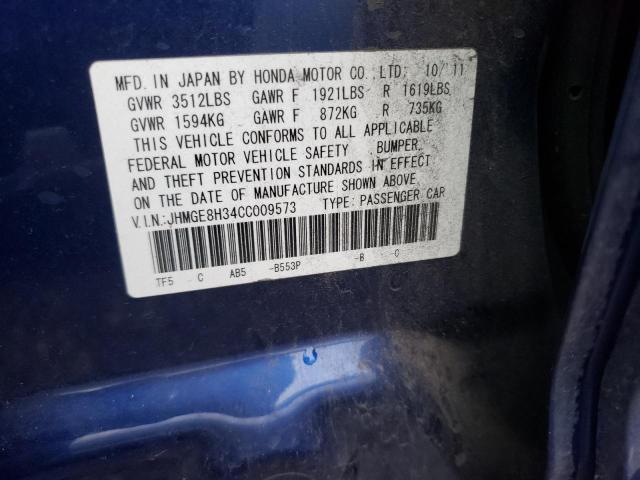 MFD. IN JAPAN BY HONDA MOTOR CO., LTD. 10/11
GVWR 3512LBS GAWR F 1921LBS R 1619LBS
GVWR 1594KG GAWR F 872KG R 735KG
THIS VEHICLE CONFORMS TO ALL APPLICABLE
FEDERAL MOTOR VEHICLE SAFETY, BUMPER,
AND THEFT PREVENTION STANDARDS IN EFFECT
ON THE DATE OF MANUFACTURE SHOWN ABOVE.
V.I.N.:JHMGE8H34CC009573 TYPE: PASSENGER CAR
TF5 -C AB5 -B553P -B -C